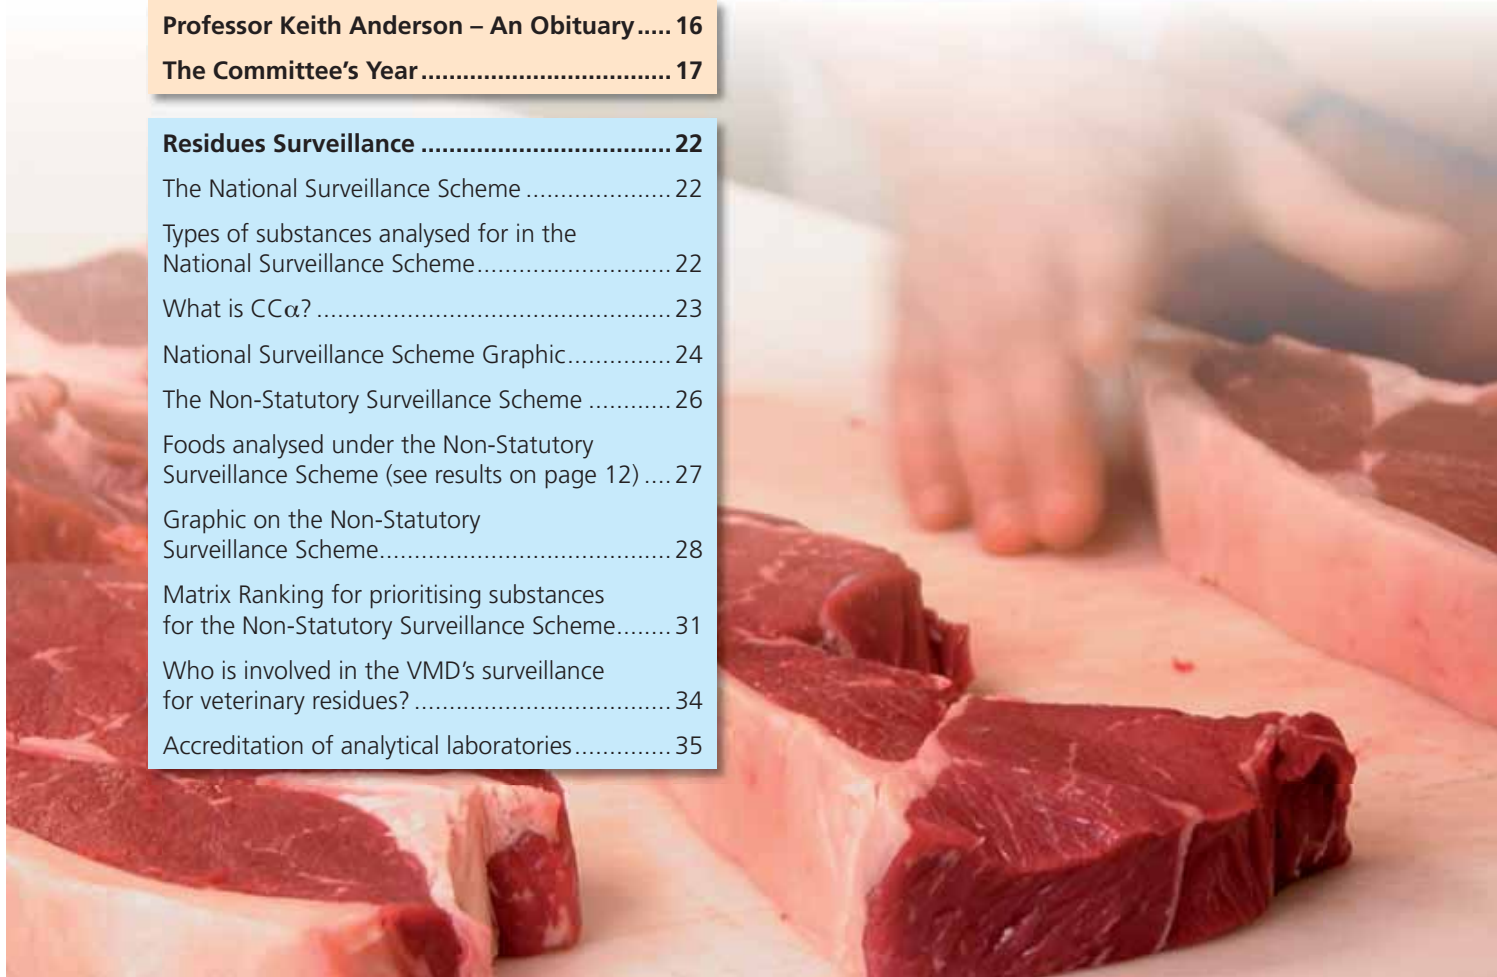 Professor Keith Anderson – An Obituary ..... 16
The Committee's Year .................................... 17
Residues Surveillance .................................... 22
The National Surveillance Scheme ..................... 22
Types of substances analysed for in the
National Surveillance Scheme ............................ 22
What is CCα? ................................................... 23
National Surveillance Scheme Graphic ............... 24
The Non-Statutory Surveillance Scheme ............ 26
Foods analysed under the Non-Statutory
Surveillance Scheme (see results on page 12) .... 27
Graphic on the Non-Statutory
Surveillance Scheme .......................................... 28
Matrix Ranking for prioritising substances
for the Non-Statutory Surveillance Scheme ........ 31
Who is involved in the VMD's surveillance
for veterinary residues? ..................................... 34
Accreditation of analytical laboratories .............. 35